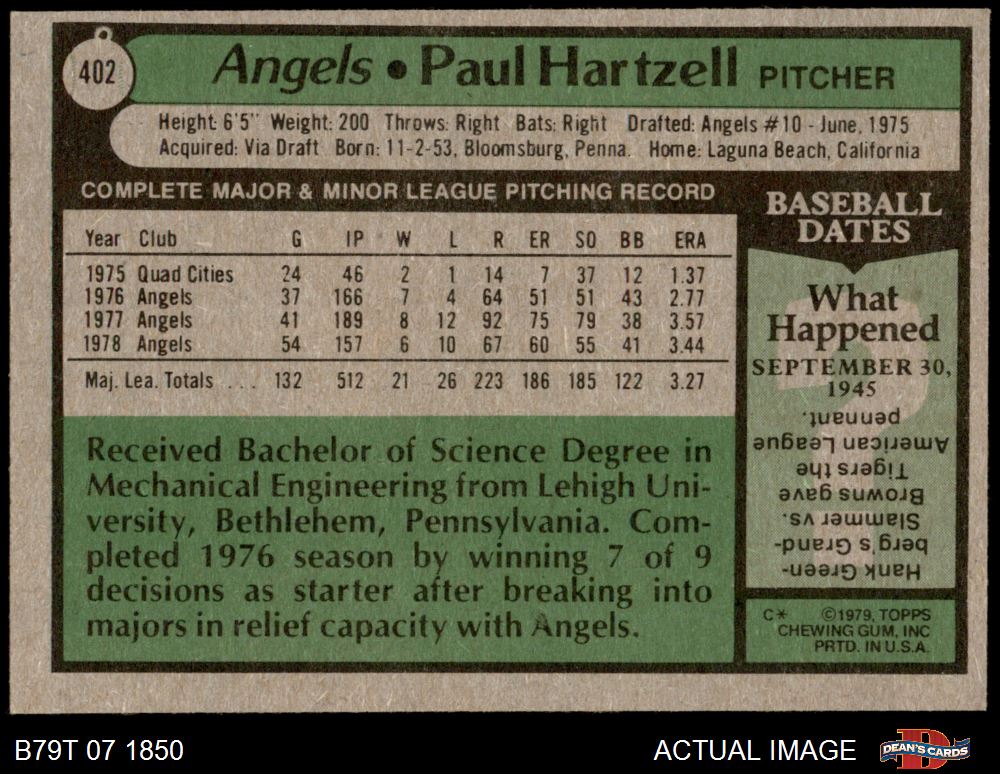 402
Angels • Paul Hartzell PITCHER
Height: 6'5" Weight: 200 Throws: Right Bats: Right Drafted: Angels #10 - June, 1975
Acquired: Via Draft Born: 11-2-53, Bloomsburg, Penna. Home: Laguna Beach, California
COMPLETE MAJOR & MINOR LEAGUE PITCHING RECORD
Year Club G IP W L R ER SO BB ERA
1975 Quad Cities 24 46 2 1 14 7 37 12 1.37
1976 Angels 37 166 7 4 64 51 51 43 2.77
1977 Angels 41 189 8 12 92 75 79 38 3.57
1978 Angels 54 157 6 10 67 60 55 41 3.44
Maj. Lea. Totals ... 132 512 21 26 223 186 185 122 3.27
Received Bachelor of Science Degree in
Mechanical Engineering from Lehigh Uni-
versity, Bethlehem, Pennsylvania. Com-
pleted 1976 season by winning 7 of 9
decisions as starter after breaking into
majors in relief capacity with Angels.
BASEBALL
DATES
What
Happened
SEPTEMBER 30,
1945
Hank Green-
berg's Grand-
Slammer vs.
Browns gave
Tigers the
American League
pennant.
C* ©1979, TOPPS
CHEWING GUM, INC
PRTD. IN U.S.A.
B79T 07 1850
ACTUAL IMAGE
DEAN'S CARDS